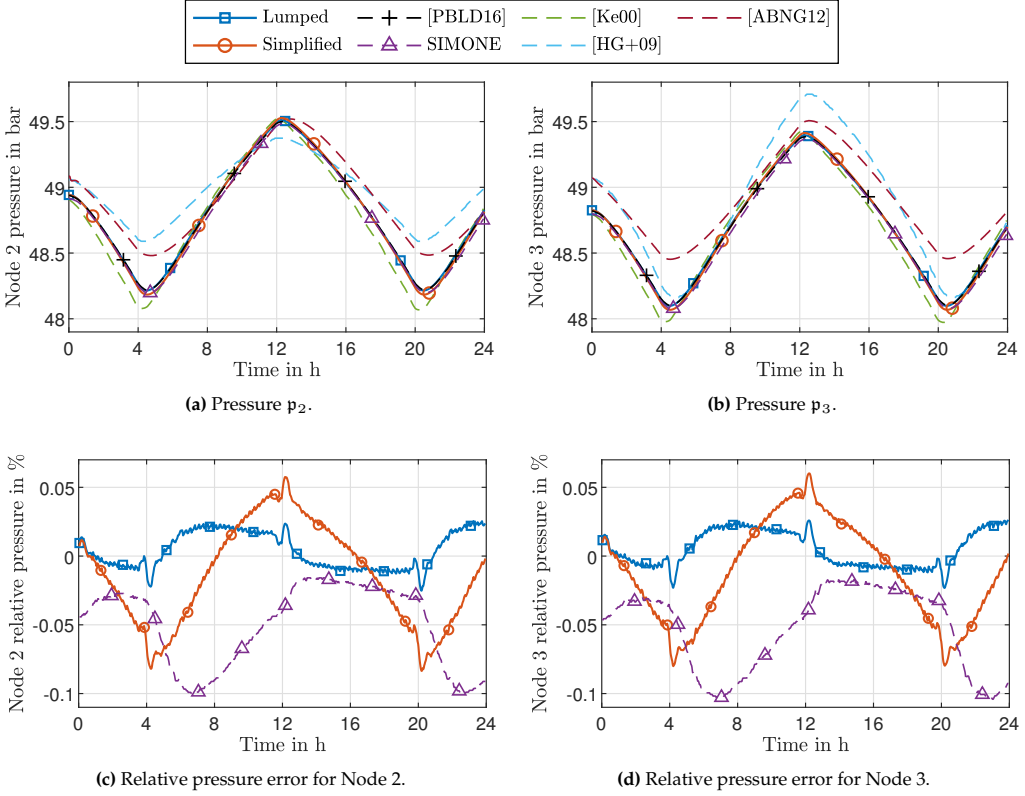 Lumped [PBLD16] [Ke00] [ABNG12]
Simplified SIMONE [HG+09]
Node 2 pressure in bar
49.5
49
48.5
48
0 4 8 12 16 20 24
Time in h
(a) Pressure 𝔭₂.
Node 3 pressure in bar
49.5
49
48.5
48
0 4 8 12 16 20 24
Time in h
(b) Pressure 𝔭₃.
Node 2 relative pressure in %
0.05
0
-0.05
-0.1
0 4 8 12 16 20 24
Time in h
(c) Relative pressure error for Node 2.
Node 3 relative pressure in %
0.05
0
-0.05
-0.1
0 4 8 12 16 20 24
Time in h
(d) Relative pressure error for Node 3.